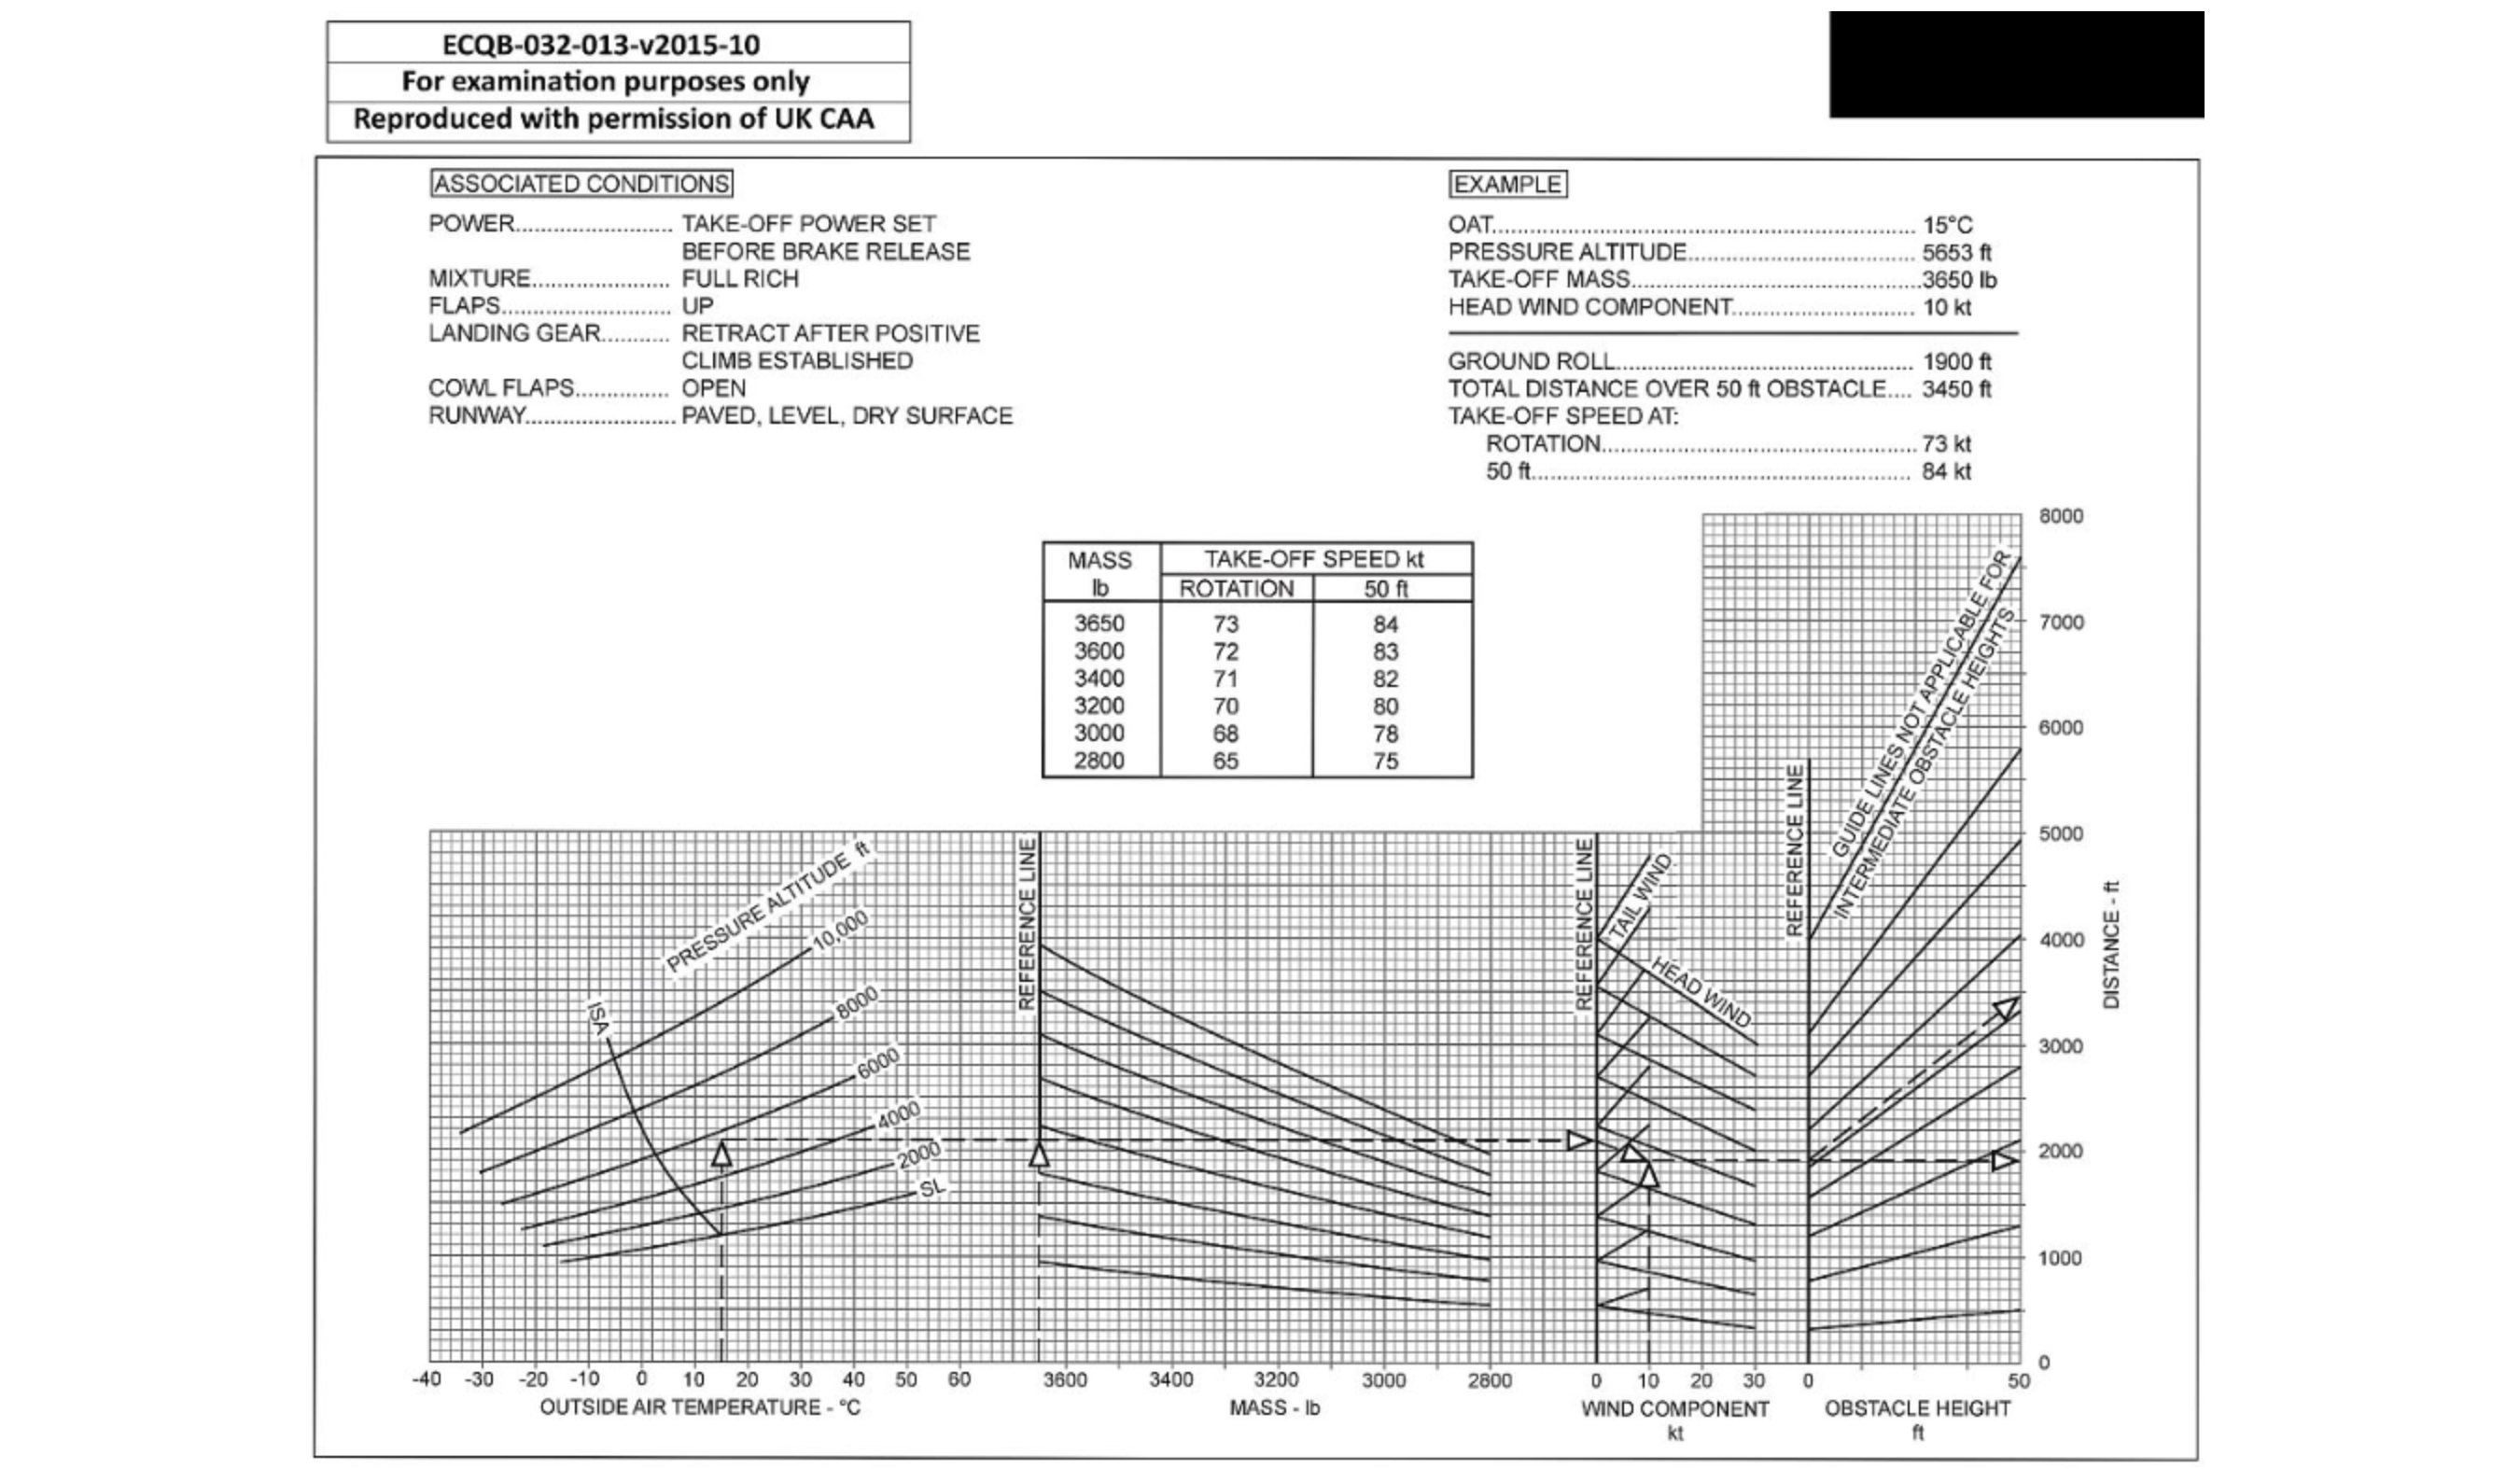 ECQB-032-013-v2015-10
For examination purposes only
Reproduced with permission of UK CAA
ASSOCIATED CONDITIONS
POWER........................ TAKE-OFF POWER SET
BEFORE BRAKE RELEASE
MIXTURE..................... FULL RICH
FLAPS.......................... UP
LANDING GEAR.......... RETRACT AFTER POSITIVE
CLIMB ESTABLISHED
COWL FLAPS.............. OPEN
RUNWAY....................... PAVED, LEVEL, DRY SURFACE
EXAMPLE
OAT................................................................. 15°C
PRESSURE ALTITUDE................................... 5653 ft
TAKE-OFF MASS............................................3650 lb
HEAD WIND COMPONENT............................ 10 kt
GROUND ROLL.............................................. 1900 ft
TOTAL DISTANCE OVER 50 ft OBSTACLE.... 3450 ft
TAKE-OFF SPEED AT:
ROTATION................................................ 73 kt
50 ft.......................................................... 84 kt
MASS lb TAKE-OFF SPEED kt
ROTATION 50 ft
3650 73 84
3600 72 83
3400 71 82
3200 70 80
3000 68 78
2800 65 75
PRESSURE ALTITUDE ft
10,000
8000
6000
4000
2000
SL
ISA
REFERENCE LINE
REFERENCE LINE
TAIL WIND
HEAD WIND
REFERENCE LINE
GUIDE LINES NOT APPLICABLE FOR
INTERMEDIATE OBSTACLE HEIGHTS
8000
7000
6000
5000
4000
3000
2000
1000
0
DISTANCE - ft
-40 -30 -20 -10 0 10 20 30 40 50 60
OUTSIDE AIR TEMPERATURE - °C
3600 3400 3200 3000 2800
MASS - lb
0 10 20 30
WIND COMPONENT
kt
0 50
OBSTACLE HEIGHT
ft